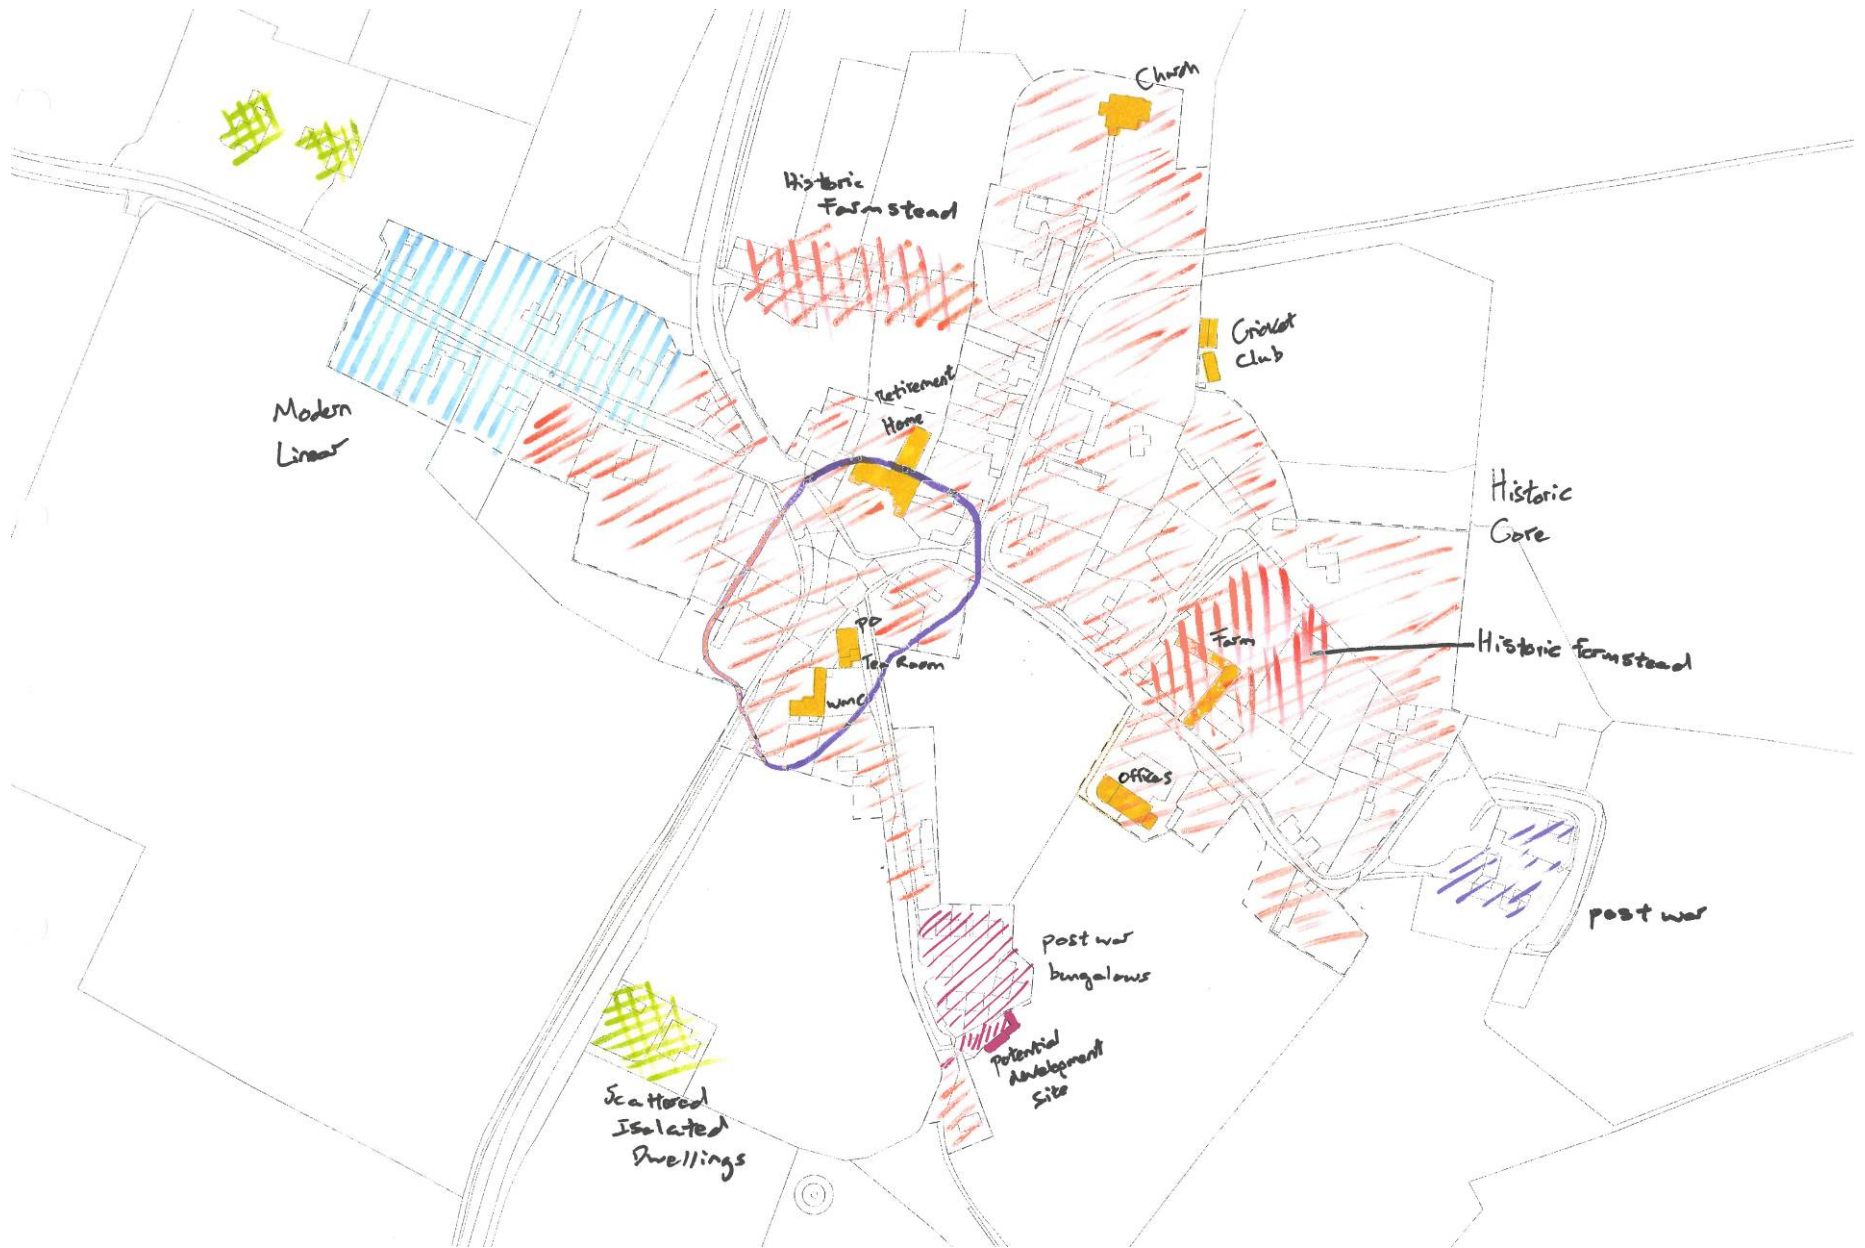 Church
Historic
Farmstead
Cricket
Club
Retirement
Home
Modern
Linear
Historic
Core
PO
Tea Room
WMC
Farm
Historic farmstead
Offices
post war
post war
bungalows
Potential
development
Site
Scattered
Isolated
Dwellings